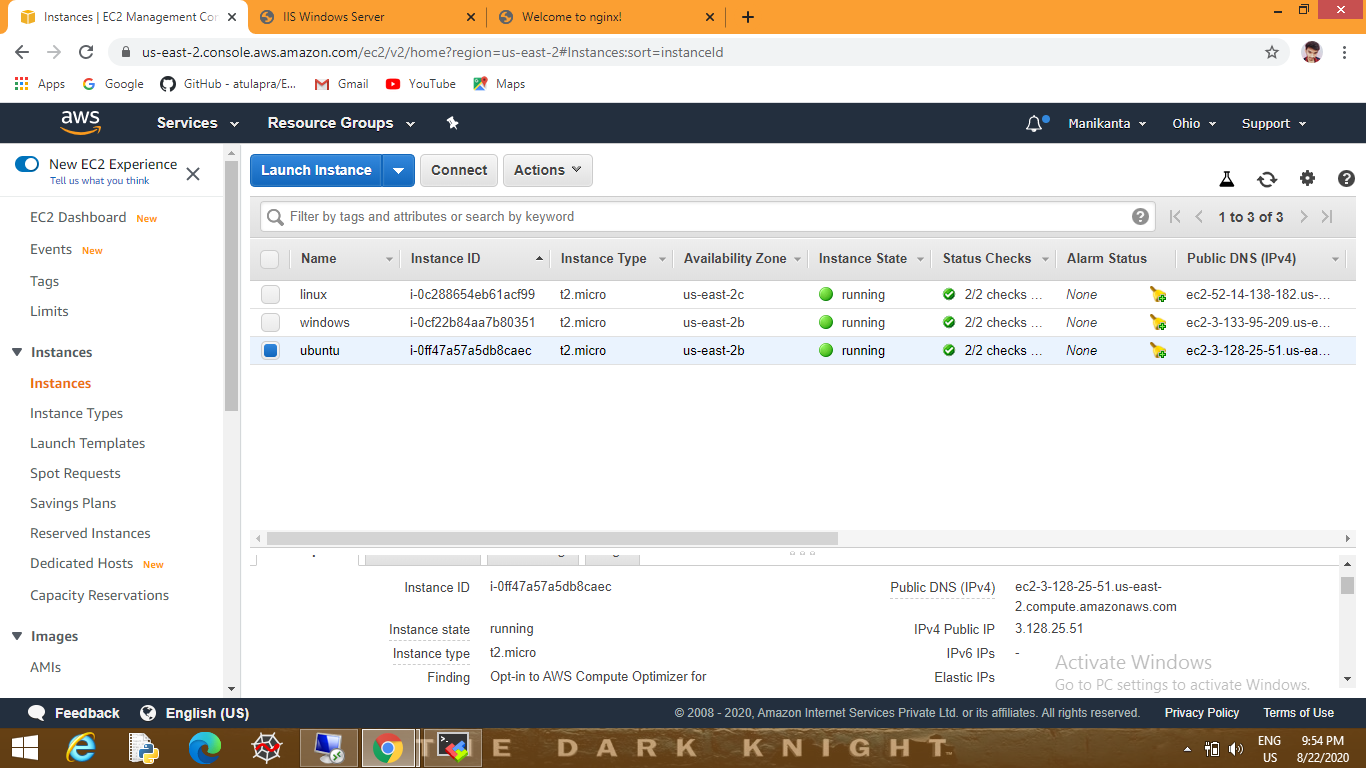 Instances | EC2 Management Con
IIS Windows Server
Welcome to nginx!
us-east-2.console.aws.amazon.com/ec2/v2/home?region=us-east-2#Instances:sort=instanceId
Apps Google GitHub - atulapra/E... Gmail YouTube Maps
aws Services Resource Groups Manikanta Ohio Support
New EC2 Experience
Tell us what you think
EC2 Dashboard New
Events New
Tags
Limits
Instances
Instances
Instance Types
Launch Templates
Spot Requests
Savings Plans
Reserved Instances
Dedicated Hosts New
Capacity Reservations
Images
AMIs
Launch Instance Connect Actions
Filter by tags and attributes or search by keyword
1 to 3 of 3
Name Instance ID Instance Type Availability Zone Instance State Status Checks Alarm Status Public DNS (IPv4)
linux i-0c288654eb61acf99 t2.micro us-east-2c running 2/2 checks ... None ec2-52-14-138-182.us-...
windows i-0cf22b84aa7b80351 t2.micro us-east-2b running 2/2 checks ... None ec2-3-133-95-209.us-e...
ubuntu i-0ff47a57a5db8caec t2.micro us-east-2b running 2/2 checks ... None ec2-3-128-25-51.us-ea...
Instance ID i-0ff47a57a5db8caec Public DNS (IPv4) ec2-3-128-25-51.us-east-
2.compute.amazonaws.com
Instance state running IPv4 Public IP 3.128.25.51
Instance type t2.micro IPv6 IPs -
Finding Opt-in to AWS Compute Optimizer for Elastic IPs
Activate Windows
Go to PC settings to activate Windows.
Feedback English (US) © 2008 - 2020, Amazon Internet Services Private Ltd. or its affiliates. All rights reserved. Privacy Policy Terms of Use
T E DARK KNIGHT
ENG
US
9:54 PM
8/22/2020